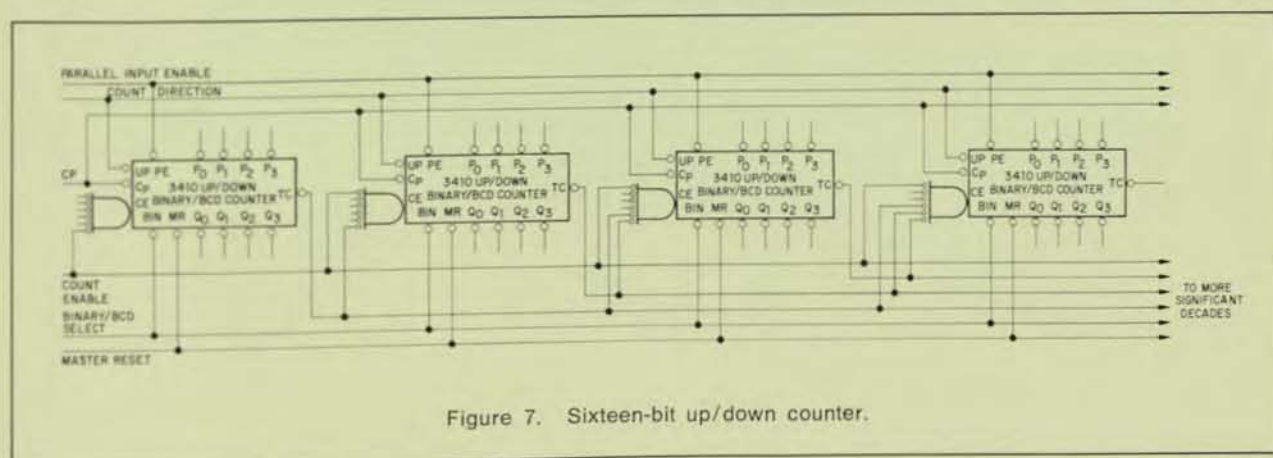 PARALLEL INPUT ENABLE
COUNT DIRECTION
CP
UP PE P0 P1 P2 P3
CP 3410 UP/DOWN TC
CE BINARY/BCD COUNTER
BIN MR Q0 Q1 Q2 Q3
UP PE P0 P1 P2 P3
CP 3410 UP/DOWN TC
CE BINARY/BCD COUNTER
BIN MR Q0 Q1 Q2 Q3
UP PE P0 P1 P2 P3
CP 3410 UP/DOWN TC
CE BINARY/BCD COUNTER
BIN MR Q0 Q1 Q2 Q3
UP PE P0 P1 P2 P3
CP 3410 UP/DOWN TC
CE BINARY/BCD COUNTER
BIN MR Q0 Q1 Q2 Q3
COUNT
ENABLE
BINARY/BCD
SELECT
MASTER RESET
TO MORE
SIGNIFICANT
DECADES
Figure 7. Sixteen-bit up/down counter.